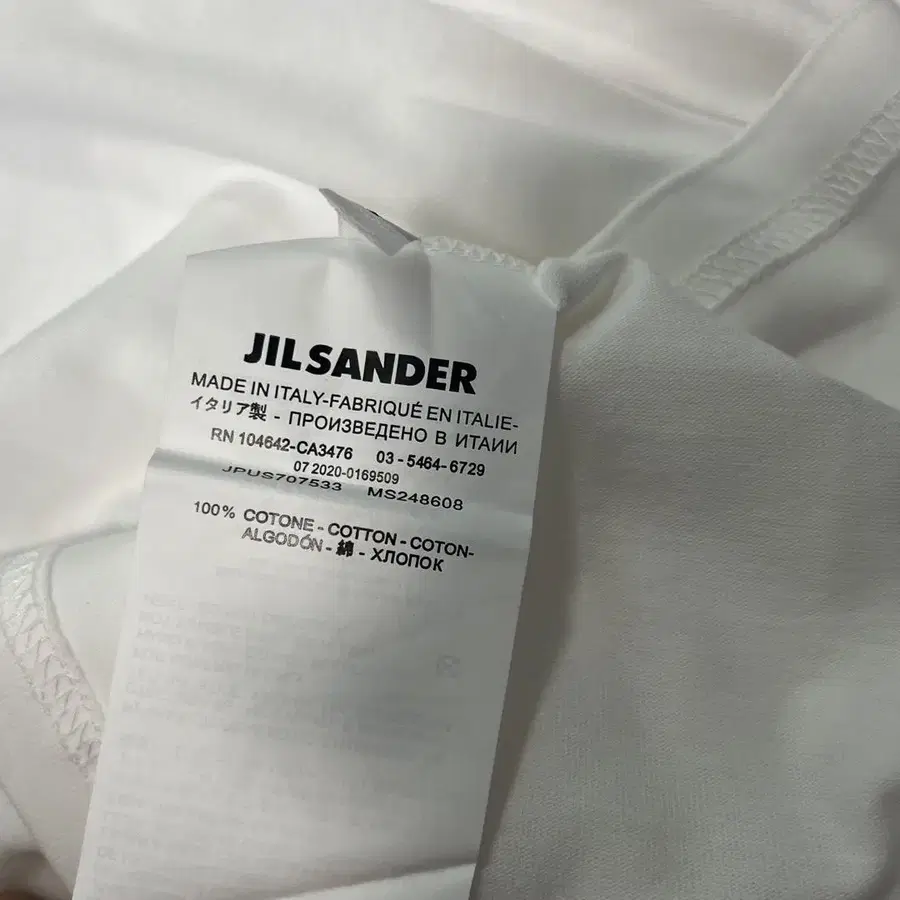 JIL SANDER
MADE IN ITALY-FABRIQUÉ EN ITALIE-
イタリア製 - ПРОИЗВЕДЕНО В ИТАИИ
RN 104642-CA3476 03-5464-6729
07 2020-0169509
JPUS707533 MS248608
100% COTONE - COTTON - COTON-
ALGODÓN - 綿 - ХЛОПОК